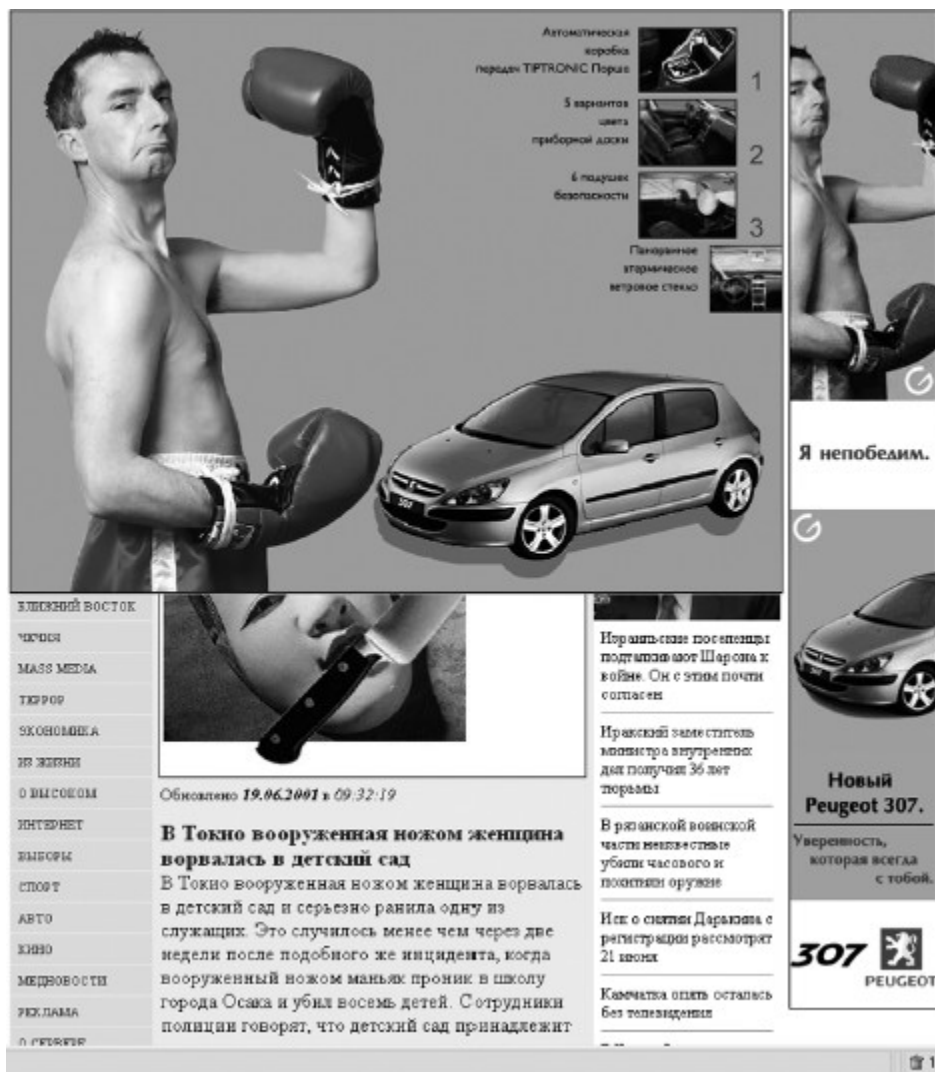 Автоматическая
коробка
передач TIPTRONIC Порше
1
5 вариантов
цвета
приборной доски
2
6 подушек
безопасности
3
Панорамное
атермическое
ветровое стекло
307
Я непобедим.
Новый
Peugeot 307.
Уверенность,
которая всегда
с тобой.
307
PEUGEOT
БЛИЖНИЙ ВОСТОК
ЧЕЧНЯ
MASS MEDIA
ТЕРРОР
ЭКОНОМИКА
ИЗ ЖИЗНИ
О ВЫСОКОМ
ИНТЕРНЕТ
ВЫБОРЫ
СПОРТ
АВТО
КИНО
МЕДНОВОСТИ
РЕКЛАМА
О СЕРВЕРЕ
Обновлено 19.06.2001 в 09:32:19
В Токио вооруженная ножом женщина
ворвалась в детский сад
В Токио вооруженная ножом женщина ворвалась
в детский сад и серьезно ранила одну из
служащих. Это случилось менее чем через две
недели после подобного же инцидента, когда
вооруженный ножом маньяк проник в школу
города Осака и убил восемь детей. Сотрудники
полиции говорят, что детский сад принадлежит
Израильские поселенцы
подталкивают Шарона к
войне. Он с этим почти
согласен
Иракский заместитель
министра внутренних
дел получил 36 лет
тюрьмы
В рязанской воинской
части неизвестные
убили часового и
похитили оружие
Иск о снятии Дарькина с
регистрации рассмотрят
21 июня
Камчатка опять осталась
без телевидения
1